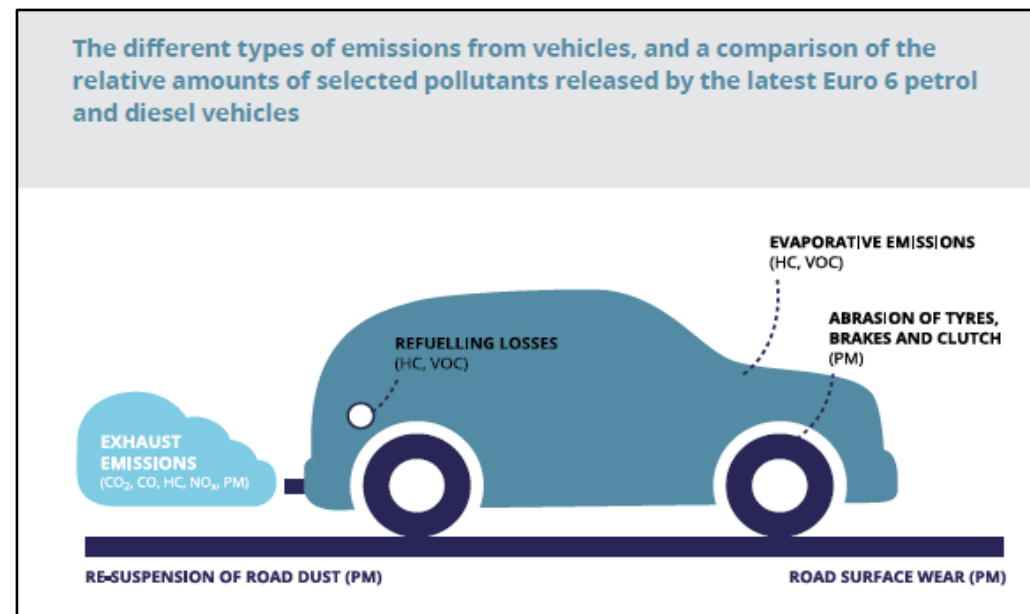 The different types of emissions from vehicles, and a comparison of the
relative amounts of selected pollutants released by the latest Euro 6 petrol
and diesel vehicles
EVAPORATIVE EMISSIONS
(HC, VOC)
ABRASION OF TYRES,
BRAKES AND CLUTCH
(PM)
REFUELLING LOSSES
(HC, VOC)
EXHAUST
EMISSIONS
(CO₂, CO, HC, NOₓ, PM)
RE-SUSPENSION OF ROAD DUST (PM)
ROAD SURFACE WEAR (PM)